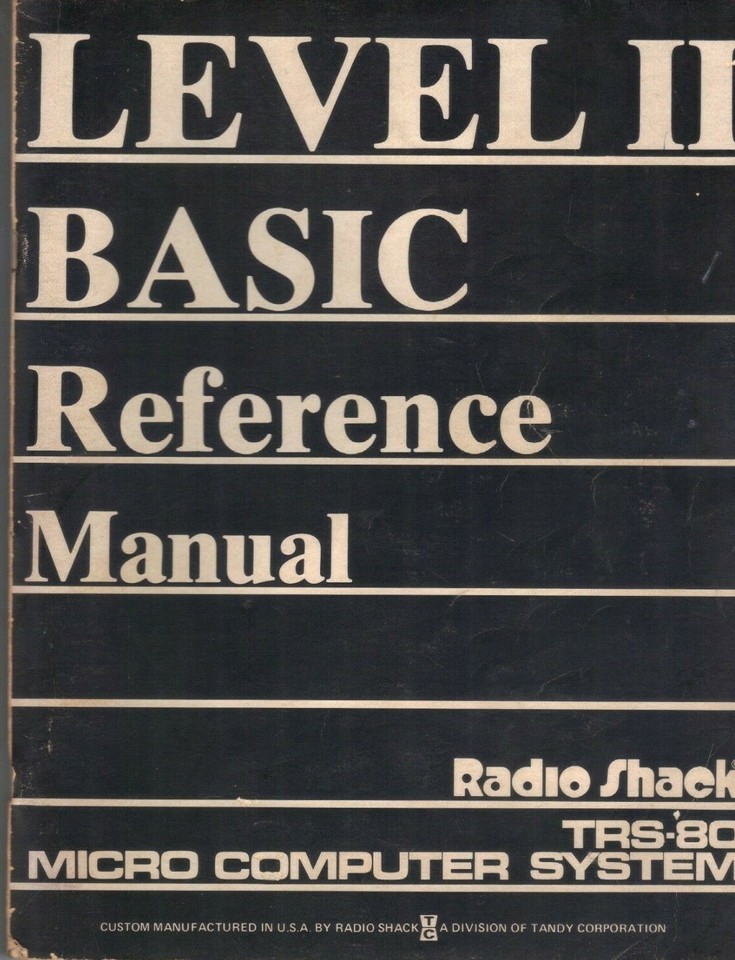 LEVEL II
BASIC
Reference
Manual
Radio Shack®
TRS-80
MICRO COMPUTER SYSTEM
CUSTOM MANUFACTURED IN U.S.A. BY RADIO SHACK TC A DIVISION OF TANDY CORPORATION